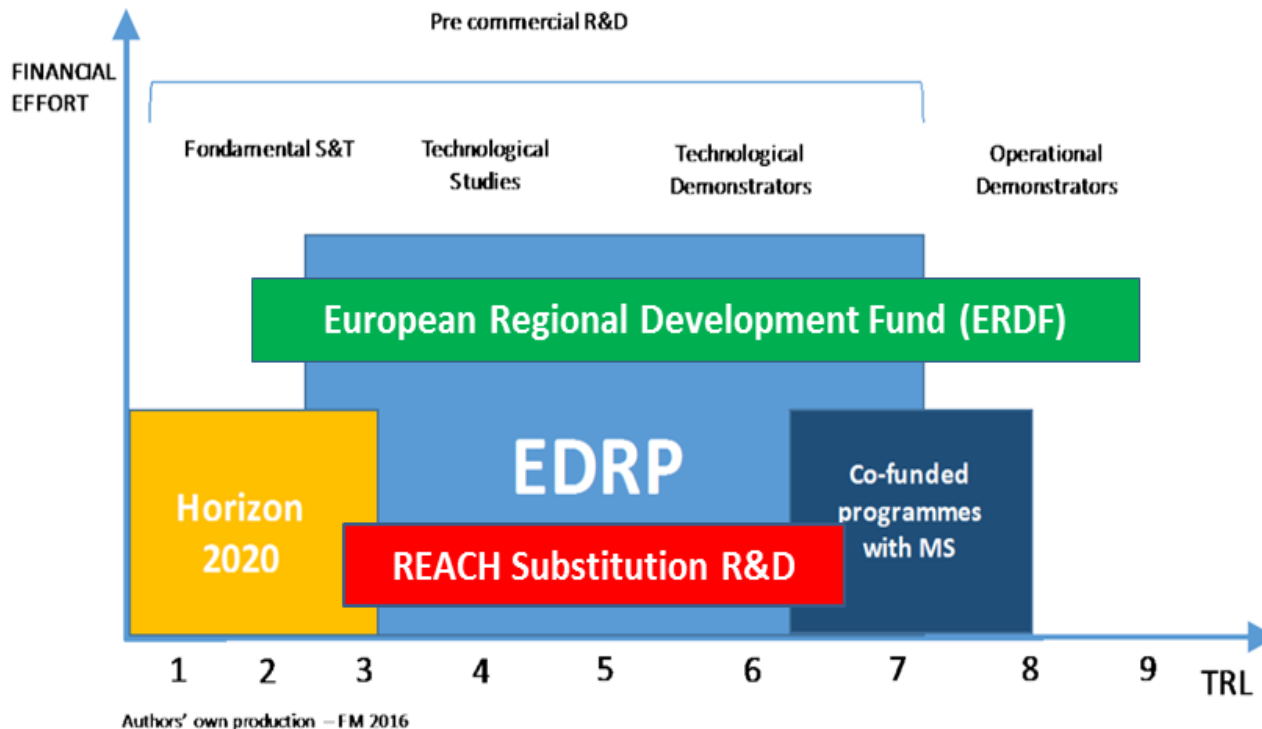 Pre commercial R&D
FINANCIAL
EFFORT
Fondamental S&T
Technological
Studies
Technological
Demonstrators
Operational
Demonstrators
European Regional Development Fund (ERDF)
EDRP
Horizon
2020
Co-funded
programmes
with MS
REACH Substitution R&D
1 2 3 4 5 6 7 8 9 TRL
Authors' own production – FM 2016